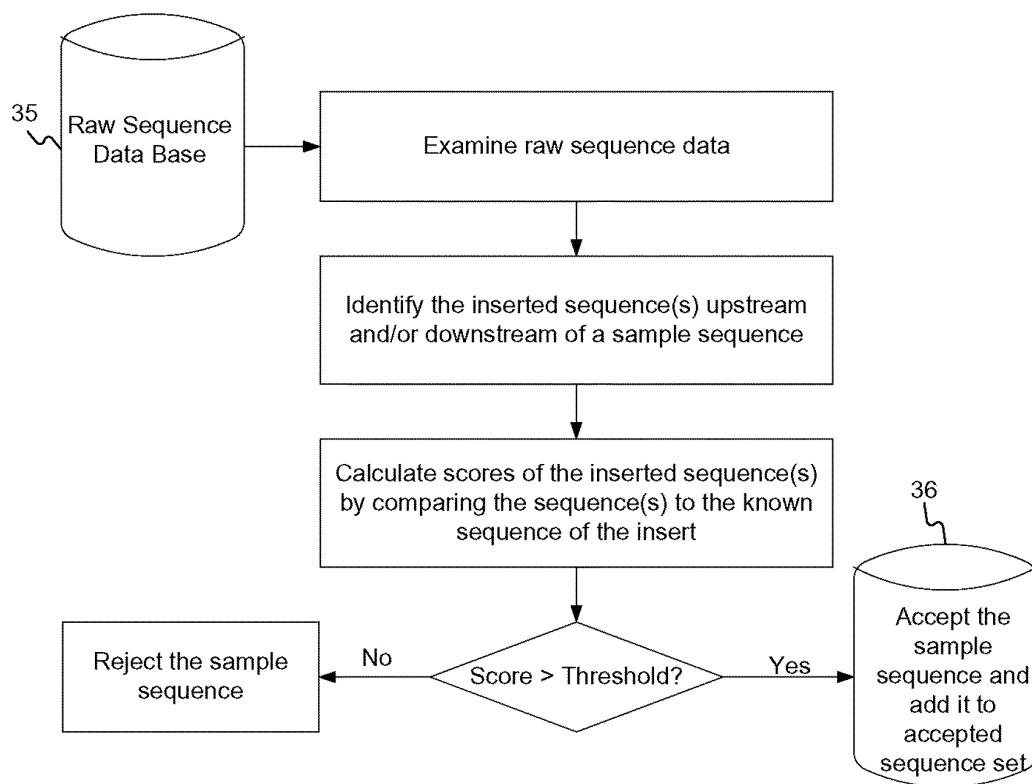 35
Raw Sequence
Data Base
Examine raw sequence data
Identify the inserted sequence(s) upstream
and/or downstream of a sample sequence
Calculate scores of the inserted sequence(s)
by comparing the sequence(s) to the known
sequence of the insert
36
Reject the sample
sequence
No
Score > Threshold?
Yes
Accept the
sample
sequence and
add it to
accepted
sequence set